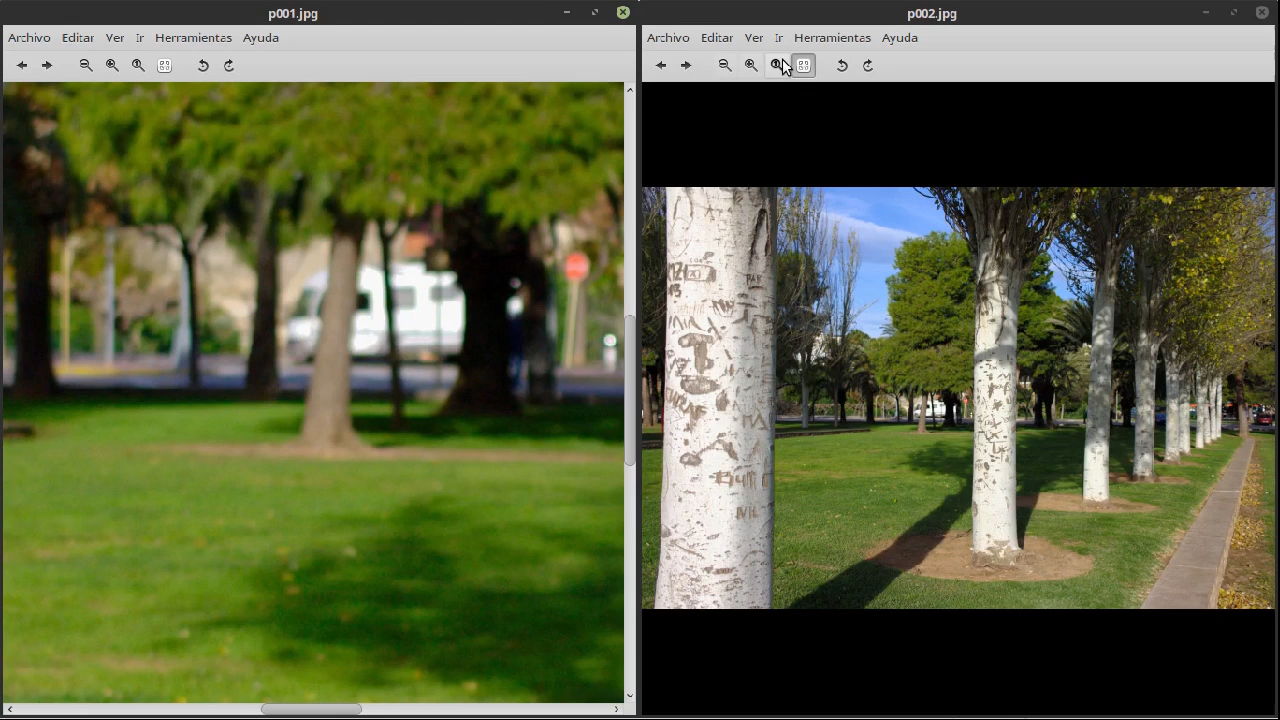 p001.jpg
Archivo Editar Ver Ir Herramientas Ayuda
p002.jpg
Archivo Editar Ver Ir Herramientas Ayuda